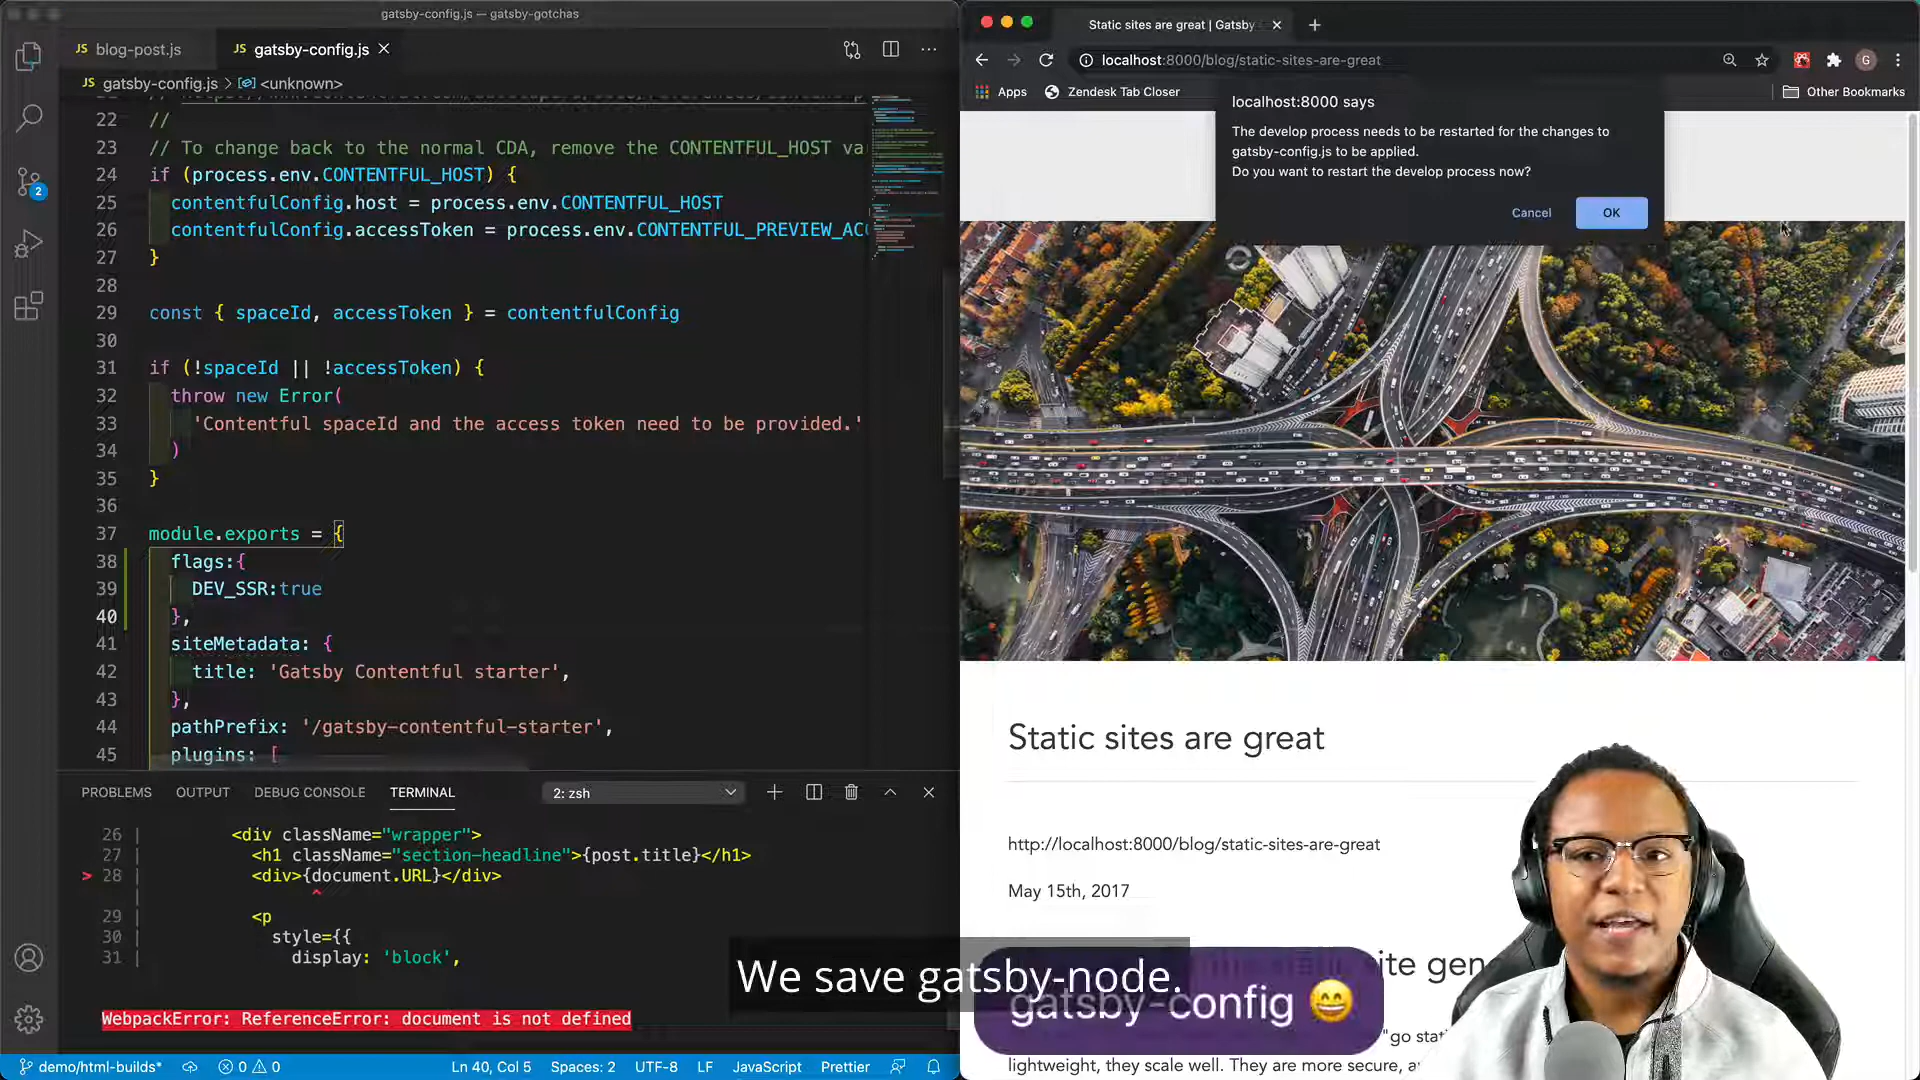 gatsby-config.js — gatsby-gotchas
JS blog-post.js
JS gatsby-config.js
JS gatsby-config.js > <unknown>
22 //
23 // To change back to the normal CDA, remove the CONTENTFUL_HOST va
24 if (process.env.CONTENTFUL_HOST) {
25 contentfulConfig.host = process.env.CONTENTFUL_HOST
26 contentfulConfig.accessToken = process.env.CONTENTFUL_PREVIEW_ACC
27 }
28
29 const { spaceId, accessToken } = contentfulConfig
30
31 if (!spaceId || !accessToken) {
32 throw new Error(
33 'Contentful spaceId and the access token need to be provided.'
34 )
35 }
36
37 module.exports = {
38 flags:{
39 DEV_SSR:true
40 },
41 siteMetadata: {
42 title: 'Gatsby Contentful starter',
43 },
44 pathPrefix: '/gatsby-contentful-starter',
45 plugins: [
2
PROBLEMS OUTPUT DEBUG CONSOLE TERMINAL 2: zsh
26 | <div className="wrapper">
27 | <h1 className="section-headline">{post.title}</h1>
> 28 | <div>{document.URL}</div>
| ^
29 | <p
30 | style={{
31 | display: 'block',
WebpackError: ReferenceError: document is not defined
demo/html-builds* 0 0 Ln 40, Col 5 Spaces: 2 UTF-8 LF JavaScript Prettier
Static sites are great | Gatsby
localhost:8000/blog/static-sites-are-great
G
Apps Zendesk Tab Closer Other Bookmarks
localhost:8000 says
The develop process needs to be restarted for the changes to
gatsby-config.js to be applied.
Do you want to restart the develop process now?
Cancel OK
Static sites are great
http://localhost:8000/blog/static-sites-are-great
May 15th, 2017
We save gatsby-node.
gatsby-config 😄
lightweight, they scale well. They are more secure,